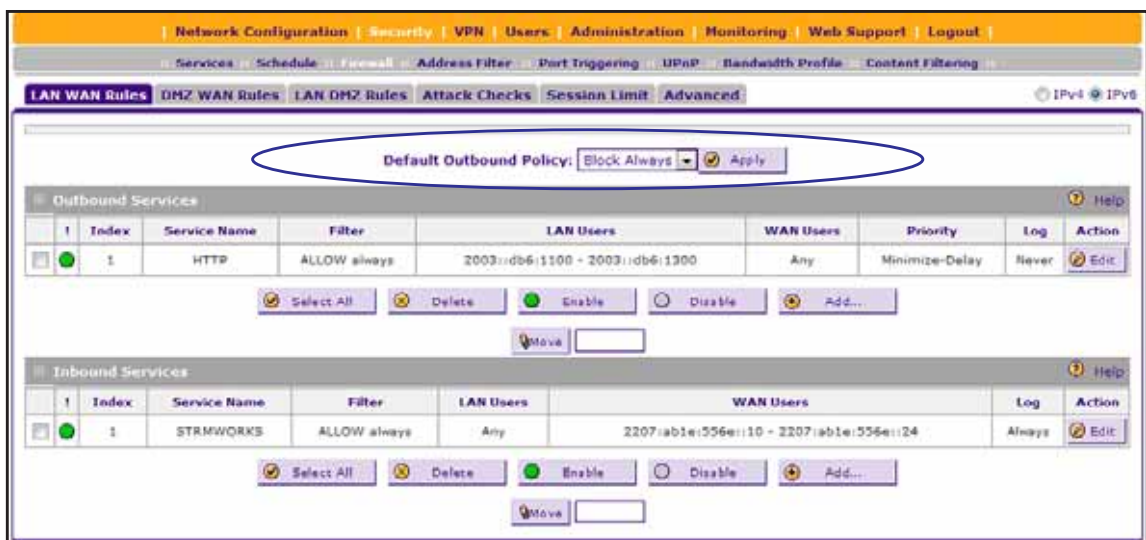 Network Configuration | Security | VPN | Users | Administration | Monitoring | Web Support | Logout
Services Schedule Firewall Address Filter Port Triggering UPnP Bandwidth Profile Content Filtering
LAN WAN Rules DMZ WAN Rules LAN DMZ Rules Attack Checks Session Limit Advanced IPv4 IPv6
Default Outbound Policy: Block Always Apply
Outbound Services Help
! Index Service Name Filter LAN Users WAN Users Priority Log Action
1 HTTP ALLOW always 2003::db6:1100 - 2003::db6:1300 Any Minimize-Delay Never Edit
Select All Delete Enable Disable Add...
Move
Inbound Services Help
! Index Service Name Filter LAN Users WAN Users Log Action
1 STRMWORKS ALLOW always Any 2207:ab1e:556e::10 - 2207:ab1e:556e::24 Always Edit
Select All Delete Enable Disable Add...
Move